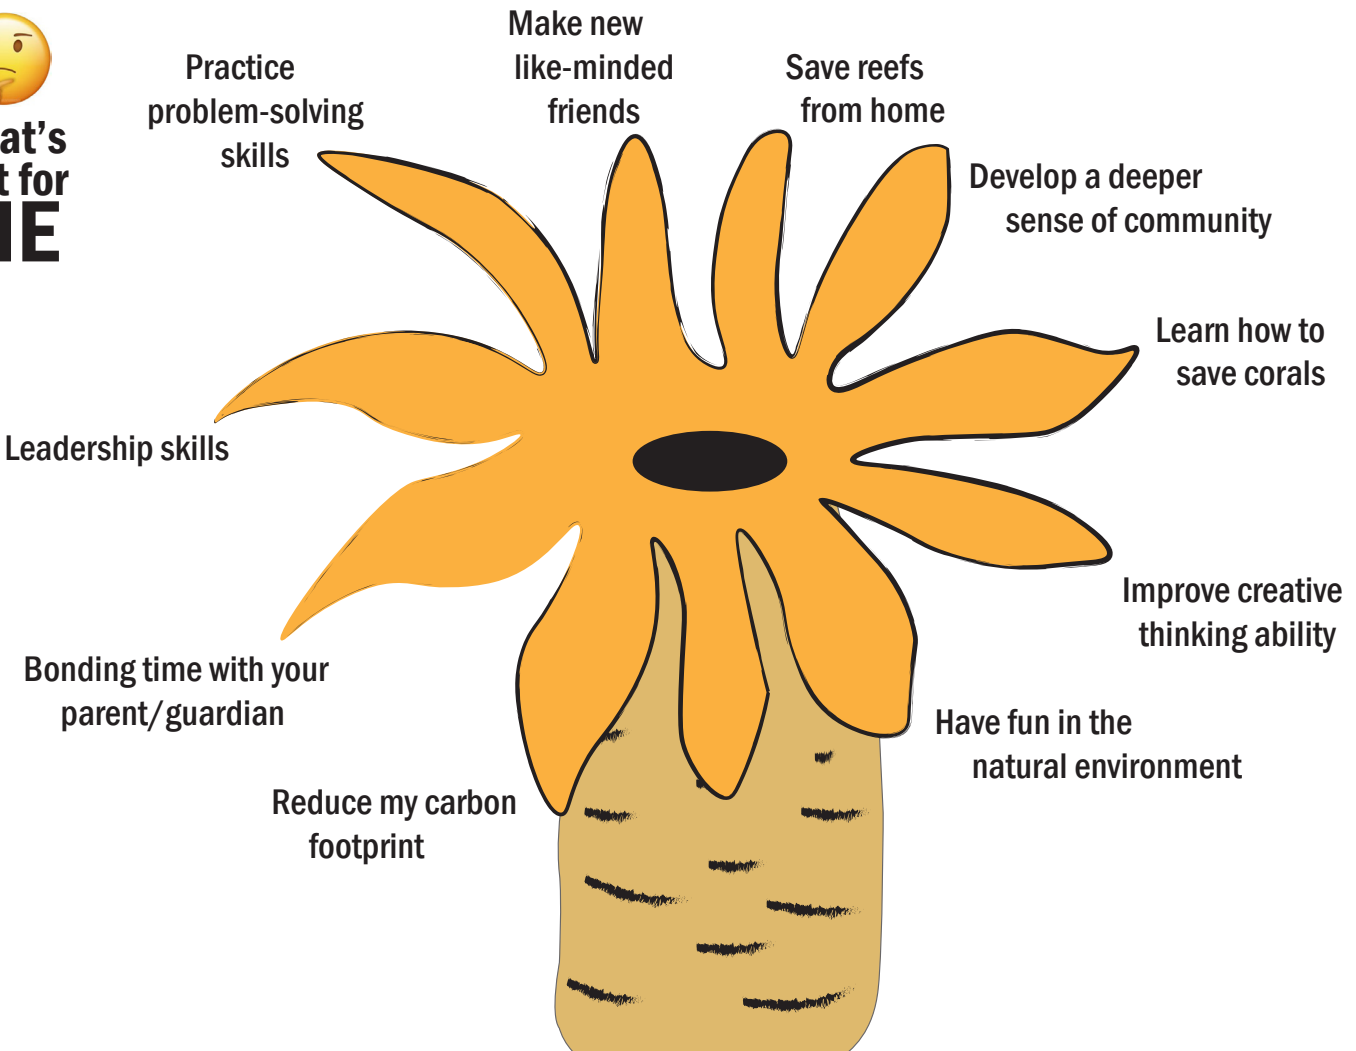 Make new
like-minded
friends
Practice
problem-solving
skills
Save reefs
from home
Develop a deeper
sense of community
Learn how to
save corals
Leadership skills
Improve creative
thinking ability
Bonding time with your
parent/guardian
Have fun in the
natural environment
Reduce my carbon
footprint
at's
t for